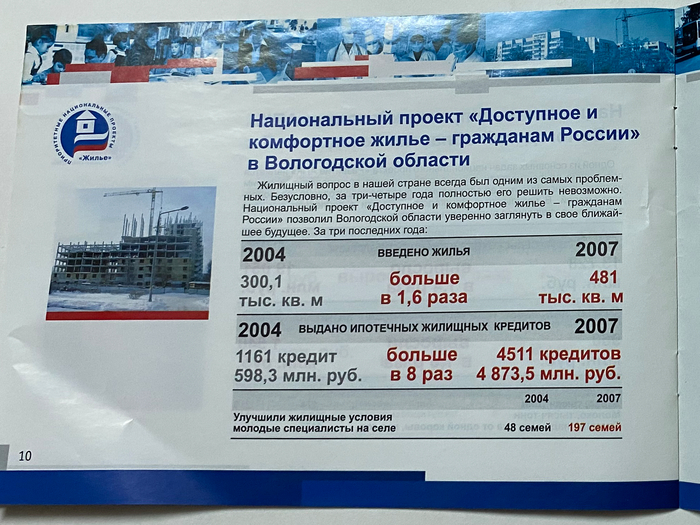 ПРИОРИТЕТНЫЕ НАЦИОНАЛЬНЫЕ ПРОЕКТЫ
«Жилье»
Национальный проект «Доступное и
комфортное жилье – гражданам России»
в Вологодской области
Жилищный вопрос в нашей стране всегда был одним из самых проблем-
ных. Безусловно, за три-четыре года полностью его решить невозможно.
Национальный проект «Доступное и комфортное жилье – гражданам
России» позволил Вологодской области уверенно заглянуть в свое ближай-
шее будущее. За три последних года:
2004 ВВЕДЕНО ЖИЛЬЯ 2007
300,1 больше 481
тыс. кв. м в 1,6 раза тыс. кв. м
2004 ВЫДАНО ИПОТЕЧНЫХ ЖИЛИЩНЫХ КРЕДИТОВ 2007
1161 кредит больше 4511 кредитов
598,3 млн. руб. в 8 раз 4 873,5 млн. руб.
2004 2007
Улучшили жилищные условия
молодые специалисты на селе 48 семей 197 семей
10